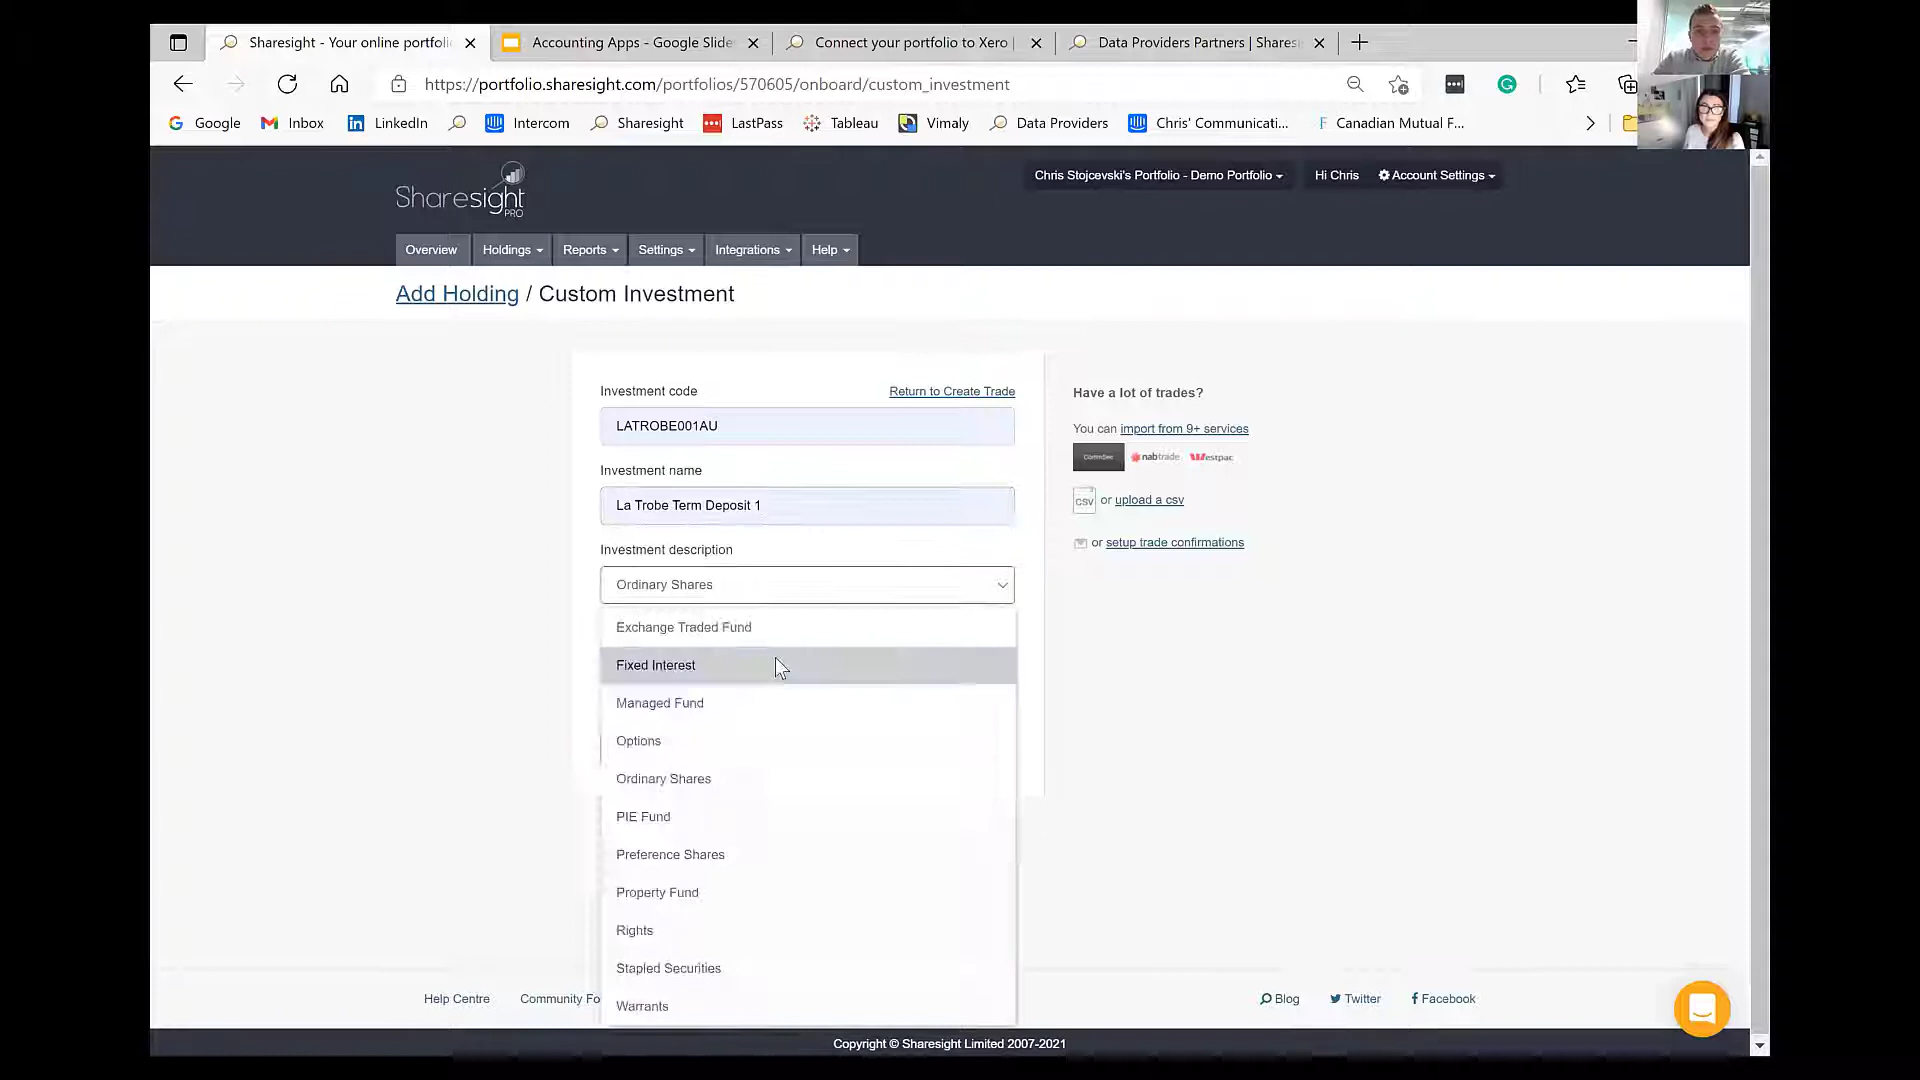 Sharesight - Your online portfoli
Accounting Apps - Google Slide
Connect your portfolio to Xero |
Data Providers Partners | Shares
https://portfolio.sharesight.com/portfolios/570605/onboard/custom_investment
Google
Inbox
LinkedIn
Intercom
Sharesight
LastPass
Tableau
Vimaly
Data Providers
Chris' Communicati...
Canadian Mutual F...
Sharesight
PRO
Chris Stojcevski's Portfolio - Demo Portfolio
Hi Chris
Account Settings
Overview
Holdings
Reports
Settings
Integrations
Help
Add Holding / Custom Investment
Investment code
Return to Create Trade
LATROBE001AU
Investment name
La Trobe Term Deposit 1
Investment description
Ordinary Shares
Exchange Traded Fund
Fixed Interest
Managed Fund
Options
Ordinary Shares
PIE Fund
Preference Shares
Property Fund
Rights
Stapled Securities
Warrants
Have a lot of trades?
You can import from 9+ services
CommSec
nabtrade
Westpac
CSV or upload a csv
or setup trade confirmations
Help Centre
Community Fo
Blog
Twitter
Facebook
Copyright © Sharesight Limited 2007-2021